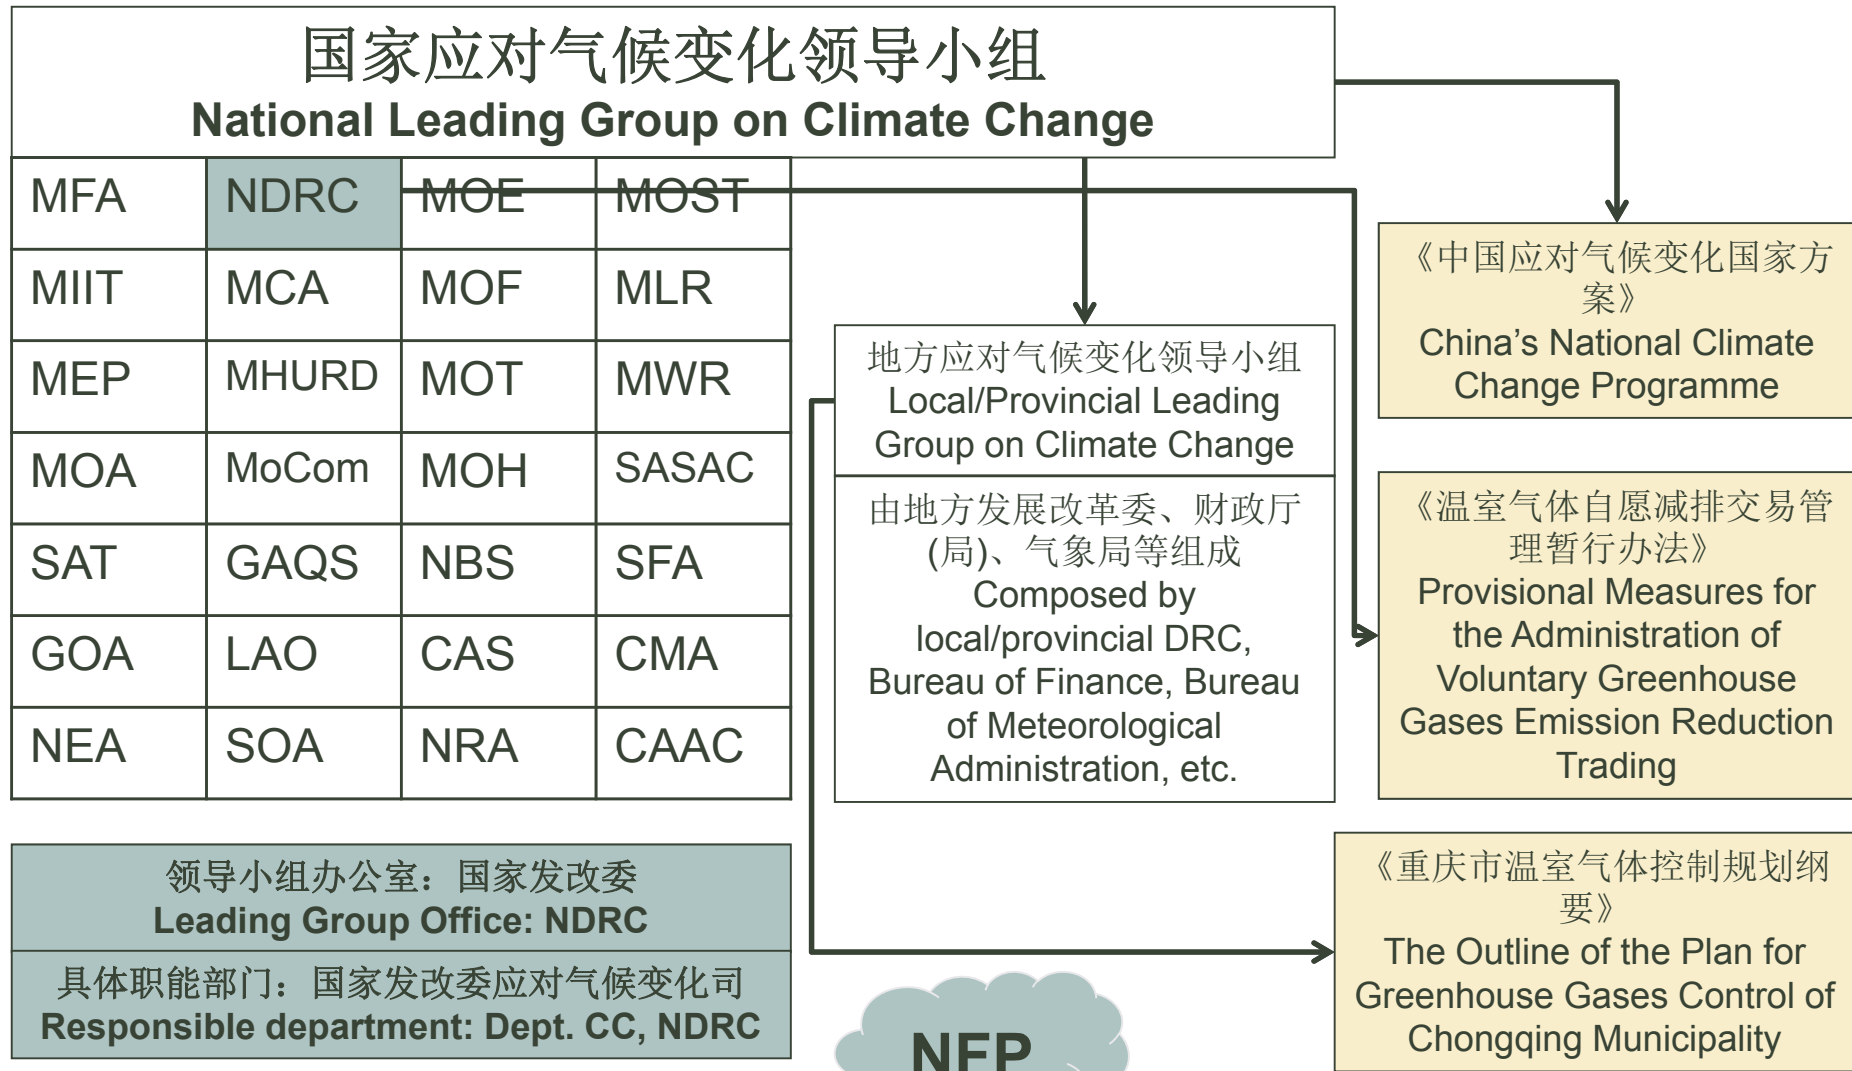 国家应对气候变化领导小组
National Leading Group on Climate Change
MFA NDRC MOE MOST
MIIT MCA MOF MLR
MEP MHURD MOT MWR
MOA MoCom MOH SASAC
SAT GAQS NBS SFA
GOA LAO CAS CMA
NEA SOA NRA CAAC
领导小组办公室：国家发改委
Leading Group Office: NDRC
具体职能部门：国家发改委应对气候变化司
Responsible department: Dept. CC, NDRC
地方应对气候变化领导小组
Local/Provincial Leading
Group on Climate Change
由地方发展改革委、财政厅
(局)、气象局等组成
Composed by
local/provincial DRC,
Bureau of Finance, Bureau
of Meteorological
Administration, etc.
NFP
《中国应对气候变化国家方
案》
China’s National Climate
Change Programme
《温室气体自愿减排交易管
理暂行办法》
Provisional Measures for
the Administration of
Voluntary Greenhouse
Gases Emission Reduction
Trading
《重庆市温室气体控制规划纲
要》
The Outline of the Plan for
Greenhouse Gases Control of
Chongqing Municipality